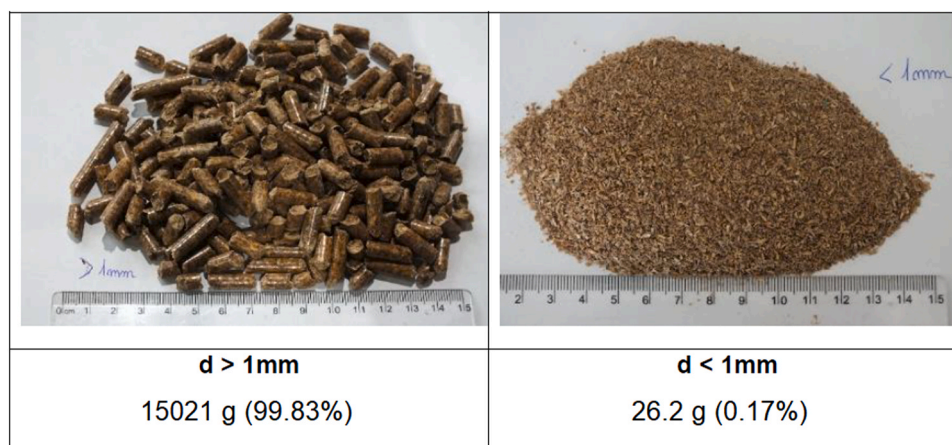 > 1mm
0cm 1 2 3 4 5 6 7 8 9 10 11 12 13 14 15
< 1mm
2 3 4 5 6 7 8 9 10 11 12 13 14 15
d > 1mm
d < 1mm
15021 g (99.83%)
26.2 g (0.17%)